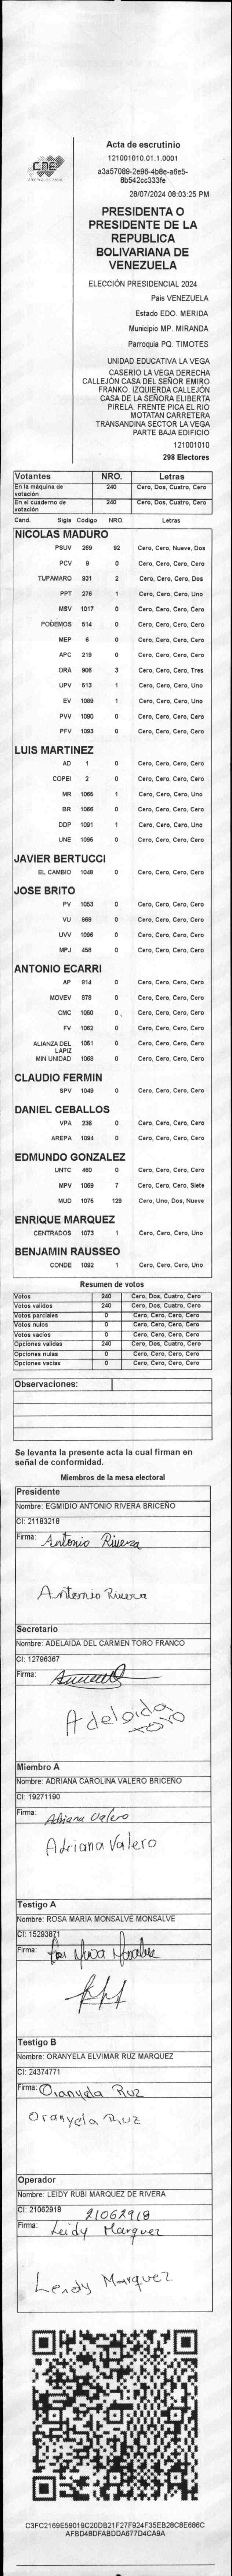 CNE
Acta de escrutinio
121001010.01.1.0001
a3a57089-2e96-4b8e-a6e5-
8b542cc333fe
28/07/2024 08:03:25 PM
PRESIDENTA O
PRESIDENTE DE LA
REPUBLICA
BOLIVARIANA DE
VENEZUELA
ELECCIÓN PRESIDENCIAL 2024
Pais VENEZUELA
Estado EDO. MERIDA
Municipio MP. MIRANDA
Parroquia PQ. TIMOTES
UNIDAD EDUCATIVA LA VEGA
CASERIO LA VEGA DERECHA
CALLEJÓN CASA DEL SEÑOR EMIRO
FRANKO. IZQUIERDA CALLEJÓN
CASA DE LA SEÑORA ELIBERTA
PIRELA. FRENTE PICA EL RIO
MOTATAN CARRETERA
TRANSANDINA SECTOR LA VEGA
PARTE BAJA EDIFICIO
121001010
298 Electores
Votantes NRO. Letras
En la máquina de votación 240 Cero, Dos, Cuatro, Cero
En el cuaderno de votación 240 Cero, Dos, Cuatro, Cero
Cand. Sigla Código NRO. Letras
NICOLAS MADURO
PSUV 269 92 Cero, Cero, Nueve, Dos
PCV 9 0 Cero, Cero, Cero, Cero
TUPAMARO 931 2 Cero, Cero, Cero, Dos
PPT 276 1 Cero, Cero, Cero, Uno
MSV 1017 0 Cero, Cero, Cero, Cero
PODEMOS 514 0 Cero, Cero, Cero, Cero
MEP 6 0 Cero, Cero, Cero, Cero
APC 219 0 Cero, Cero, Cero, Cero
ORA 906 3 Cero, Cero, Cero, Tres
UPV 513 1 Cero, Cero, Cero, Uno
EV 1089 1 Cero, Cero, Cero, Uno
PVV 1090 0 Cero, Cero, Cero, Cero
PFV 1093 0 Cero, Cero, Cero, Cero
LUIS MARTINEZ
AD 1 0 Cero, Cero, Cero, Cero
COPEI 2 0 Cero, Cero, Cero, Cero
MR 1065 1 Cero, Cero, Cero, Uno
BR 1066 0 Cero, Cero, Cero, Cero
DDP 1091 1 Cero, Cero, Cero, Uno
UNE 1095 0 Cero, Cero, Cero, Cero
JAVIER BERTUCCI
EL CAMBIO 1048 0 Cero, Cero, Cero, Cero
JOSE BRITO
PV 1053 0 Cero, Cero, Cero, Cero
VU 868 0 Cero, Cero, Cero, Cero
UVV 1096 0 Cero, Cero, Cero, Cero
MPJ 458 0 Cero, Cero, Cero, Cero
ANTONIO ECARRI
AP 814 0 Cero, Cero, Cero, Cero
MOVEV 878 0 Cero, Cero, Cero, Cero
CMC 1050 0 Cero, Cero, Cero, Cero
FV 1062 0 Cero, Cero, Cero, Cero
ALIANZA DEL LAPIZ 1051 0 Cero, Cero, Cero, Cero
MIN UNIDAD 1068 0 Cero, Cero, Cero, Cero
CLAUDIO FERMIN
SPV 1049 0 Cero, Cero, Cero, Cero
DANIEL CEBALLOS
VPA 236 0 Cero, Cero, Cero, Cero
AREPA 1094 0 Cero, Cero, Cero, Cero
EDMUNDO GONZALEZ
UNTC 460 0 Cero, Cero, Cero, Cero
MPV 1069 7 Cero, Cero, Cero, Siete
MUD 1075 129 Cero, Uno, Dos, Nueve
ENRIQUE MARQUEZ
CENTRADOS 1073 1 Cero, Cero, Cero, Uno
BENJAMIN RAUSSEO
CONDE 1092 1 Cero, Cero, Cero, Uno
Resumen de votos
Votos 240 Cero, Dos, Cuatro, Cero
Votos validos 240 Cero, Dos, Cuatro, Cero
Votos parciales 0 Cero, Cero, Cero, Cero
Votos nulos 0 Cero, Cero, Cero, Cero
Votos vacios 0 Cero, Cero, Cero, Cero
Opciones validas 240 Cero, Dos, Cuatro, Cero
Opciones nulas 0 Cero, Cero, Cero, Cero
Opciones vacias 0 Cero, Cero, Cero, Cero
Observaciones:
Se levanta la presente acta la cual firman en
señal de conformidad.
Miembros de la mesa electoral
Presidente
Nombre: EGMIDIO ANTONIO RIVERA BRICEÑO
CI: 21183218
Firma: Antonio Rivera
Antonio Rivera
Secretario
Nombre: ADELAIDA DEL CARMEN TORO FRANCO
CI: 12796367
Firma:
Adelaida
toro
Miembro A
Nombre: ADRIANA CAROLINA VALERO BRICEÑO
CI: 19271190
Firma: Adriana Valero
Adriana Valero
Testigo A
Nombre: ROSA MARIA MONSALVE MONSALVE
CI: 15293871
Firma:
Testigo B
Nombre: ORANYELA ELVIMAR RUZ MARQUEZ
CI: 24374771
Firma: Oranyela Ruz
Oranyela Ruz
Operador
Nombre: LEIDY RUBI MARQUEZ DE RIVERA
CI: 21062918 21062918
Firma: Leidy Marquez
Leidy Marquez
C3FC2169E59019C20DB21F27F924F35EB28C8E686C
AFBD48DFABDDA677D4CA9A